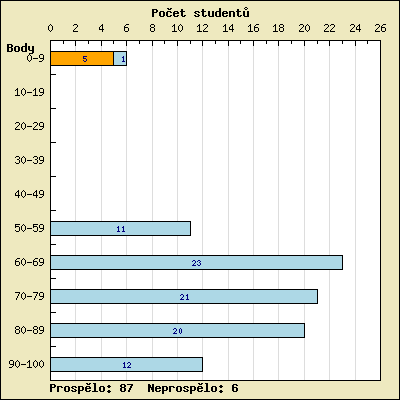 Počet studentů
0 2 4 6 8 10 12 14 16 18 20 22 24 26
Body
0-9 5 1
10-19
20-29
30-39
40-49
50-59 11
60-69 23
70-79 21
80-89 20
90-100 12
Prospělo: 87 Neprospělo: 6